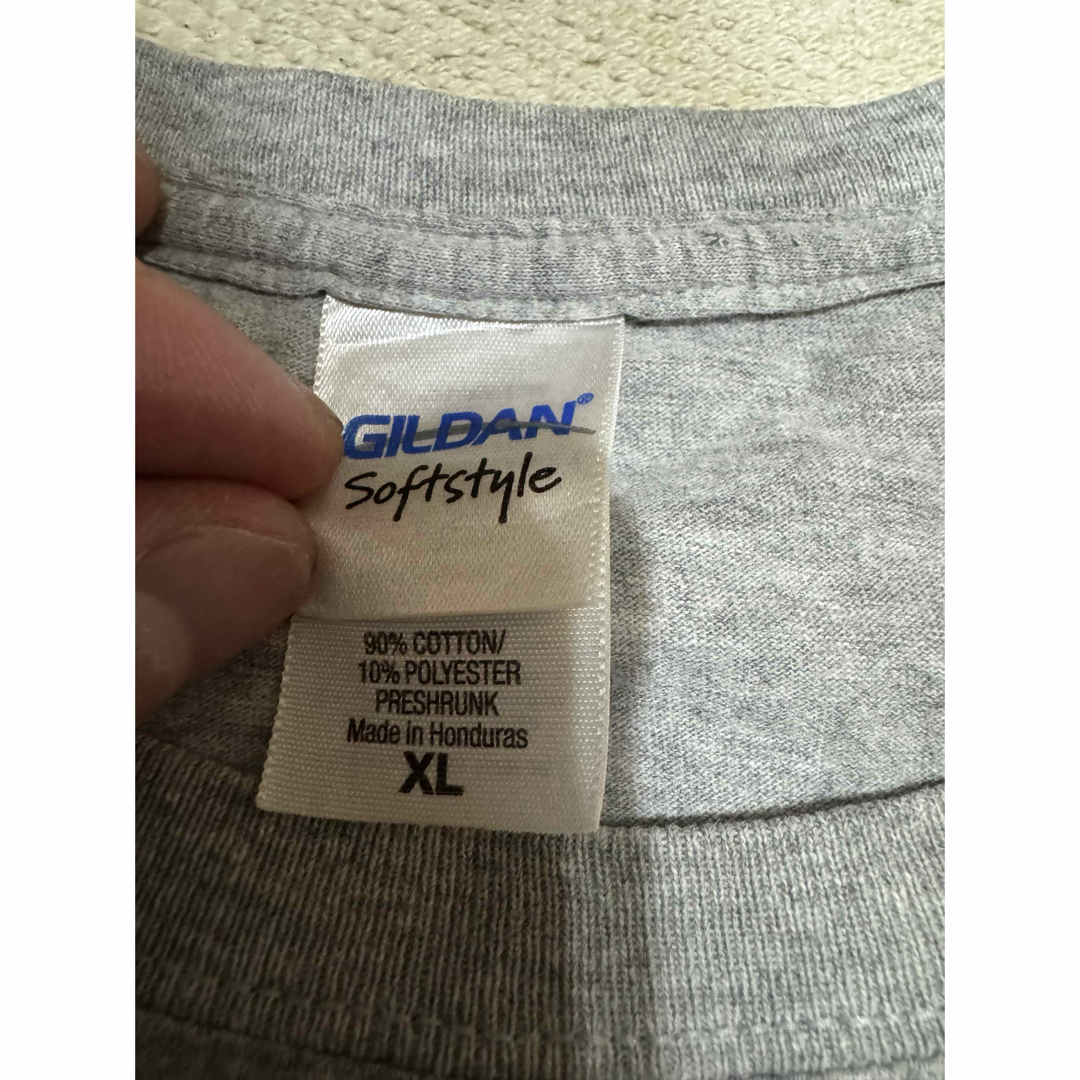 GILDAN®
Softstyle
90% COTTON/
10% POLYESTER
PRESHRUNK
Made in Honduras
XL